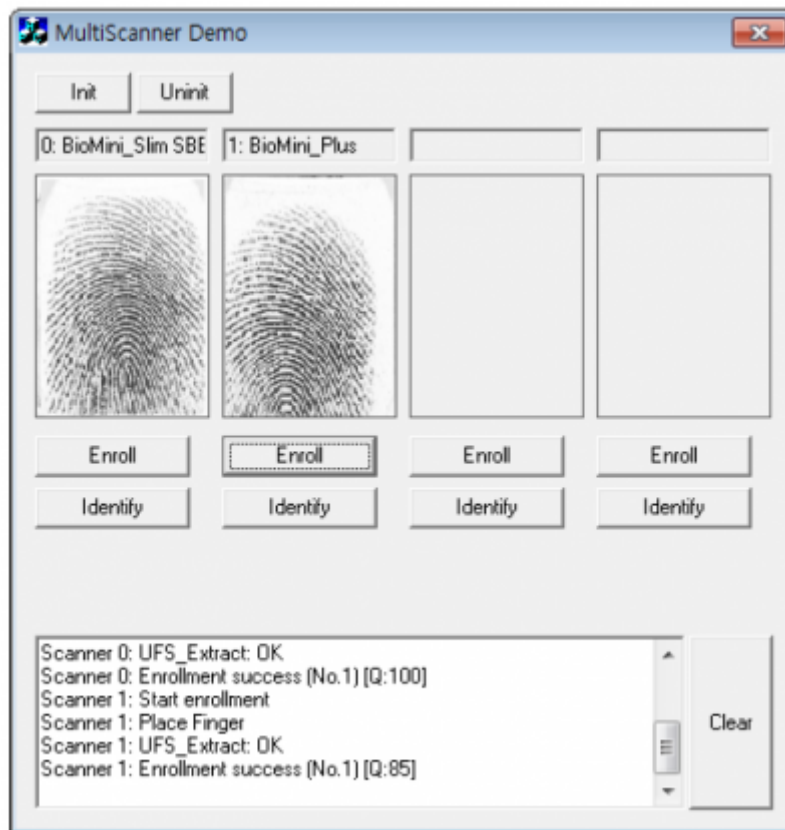 MultiScanner Demo
Init Uninit
0: BioMini_Slim SBE 1: BioMini_Plus
Enroll Enroll Enroll Enroll
Identify Identify Identify Identify
Scanner 0: UFS_Extract: OK
Scanner 0: Enrollment success (No.1) [Q:100]
Scanner 1: Start enrollment
Scanner 1: Place Finger
Scanner 1: UFS_Extract: OK
Scanner 1: Enrollment success (No.1) [Q:85]
Clear